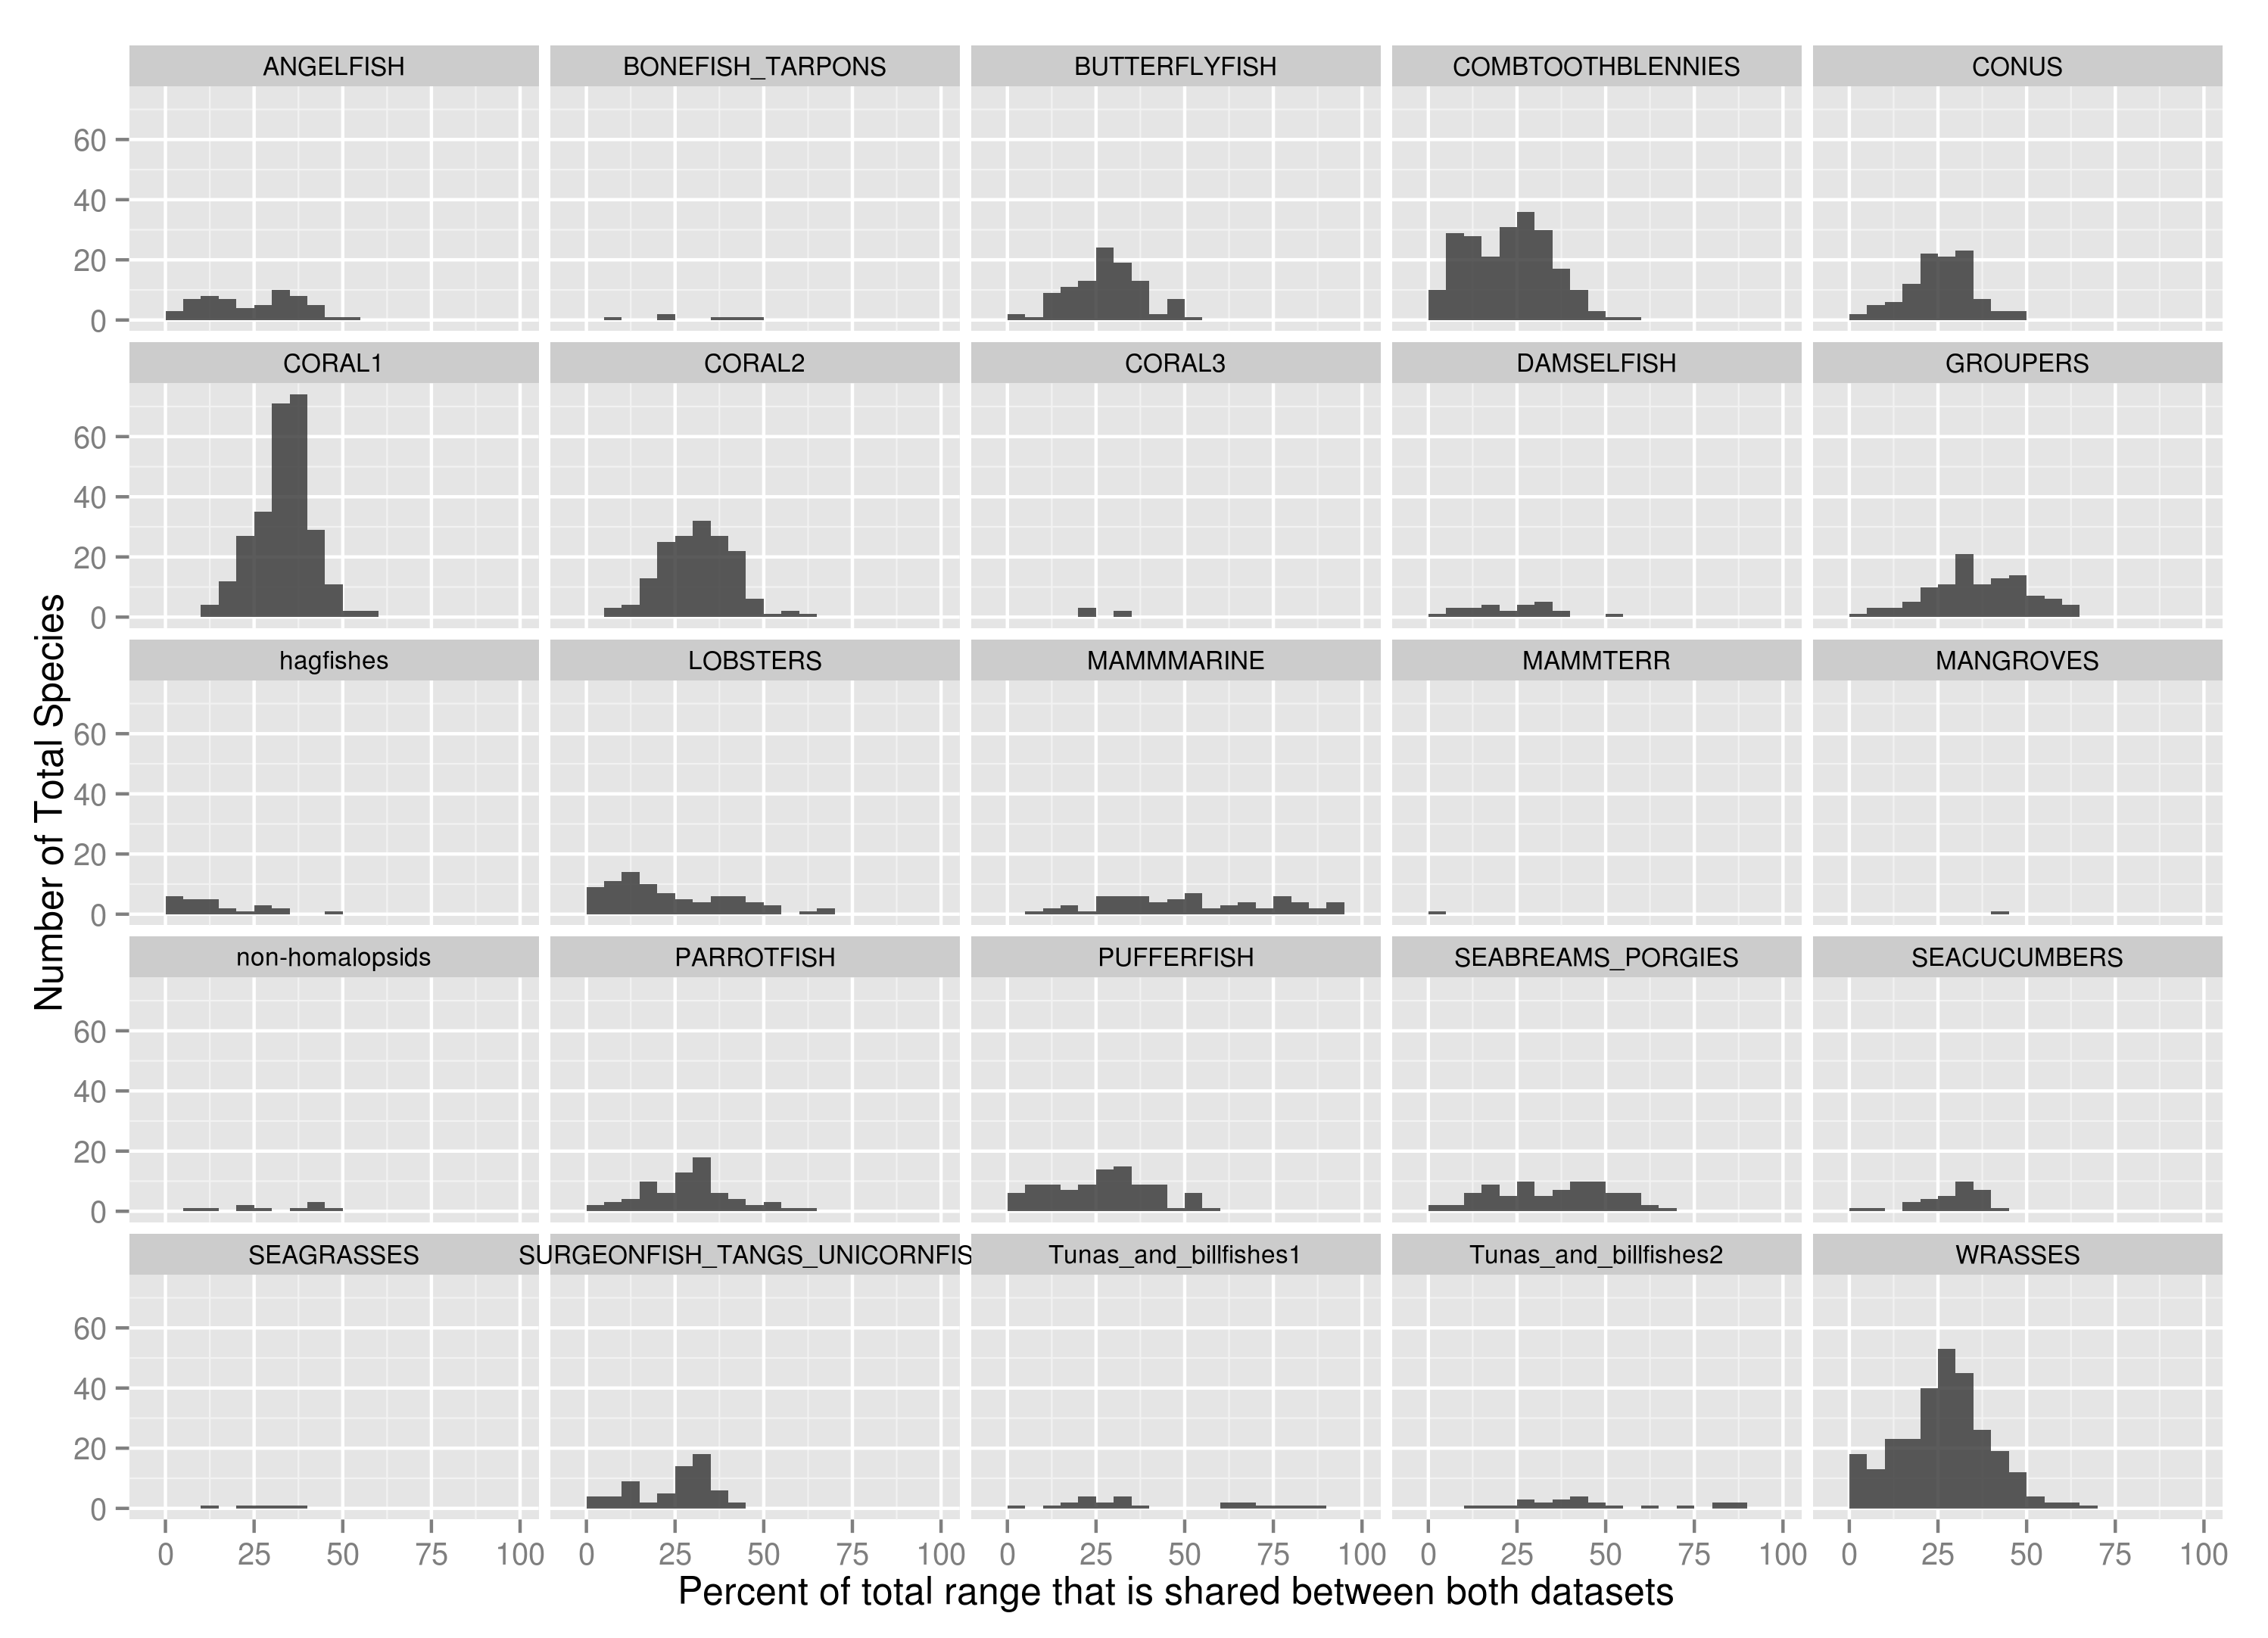 ANGELFISH BONEFISH_TARPONS BUTTERFLYFISH COMBTOOTHBLENNIES CONUS
60
40
20
0
CORAL1 CORAL2 CORAL3 DAMSELFISH GROUPERS
60
40
20
0
hagfishes LOBSTERS MAMMMARINE MAMMTERR MANGROVES
60
40
20
0
non-homalopsids PARROTFISH PUFFERFISH SEABREAMS_PORGIES SEACUCUMBERS
60
40
20
0
SEAGRASSES SURGEONFISH_TANGS_UNICORNFIS Tunas_and_billfishes1 Tunas_and_billfishes2 WRASSES
60
40
20
0
0 25 50 75 100 0 25 50 75 100 0 25 50 75 100 0 25 50 75 100 0 25 50 75 100
Percent of total range that is shared between both datasets
Number of Total Species